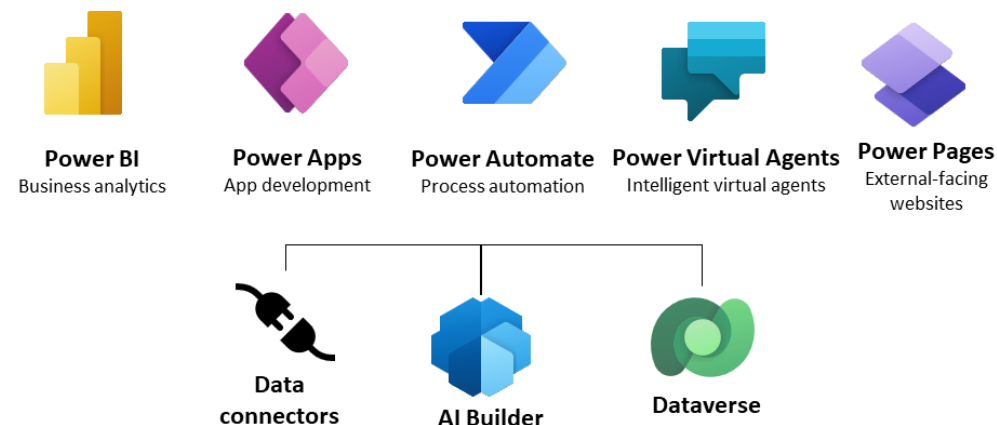 Power BI
Business analytics
Power Apps
App development
Power Automate
Process automation
Power Virtual Agents
Intelligent virtual agents
Power Pages
External-facing
websites
Data
connectors
AI Builder
Dataverse